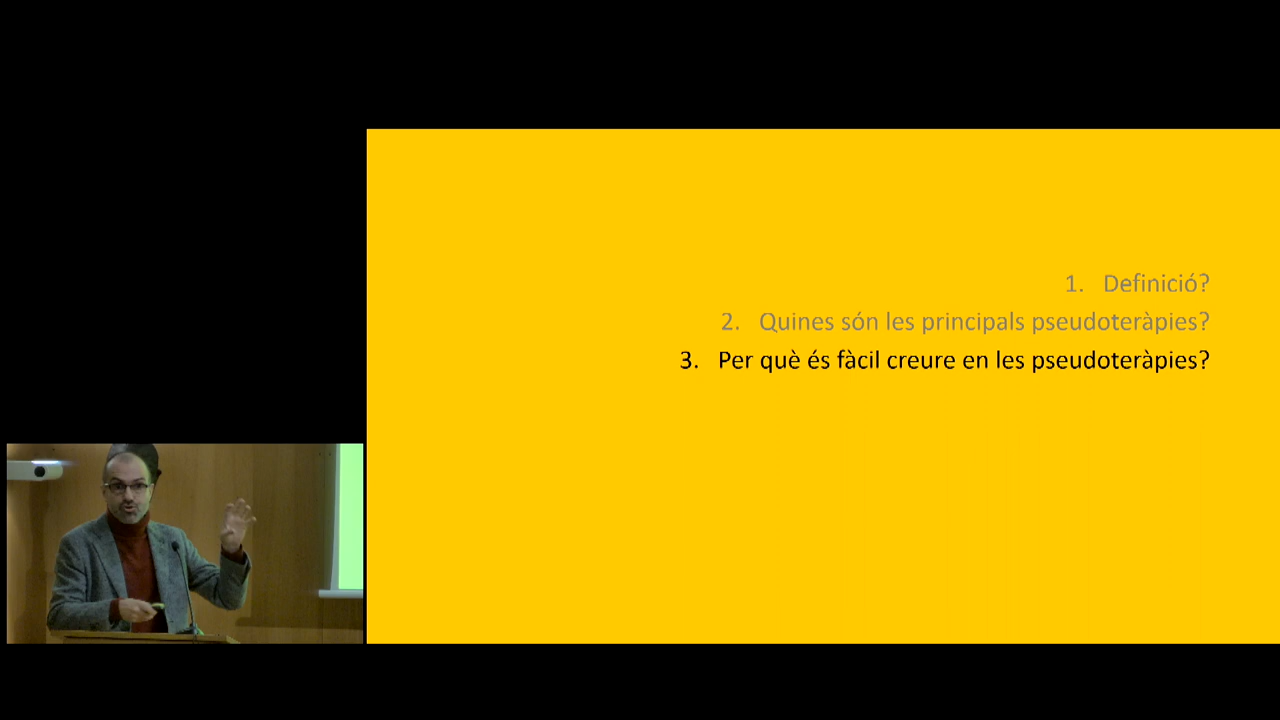 1. Definició?
2. Quines són les principals pseudoteràpies?
3. Per què és fàcil creure en les pseudoteràpies?